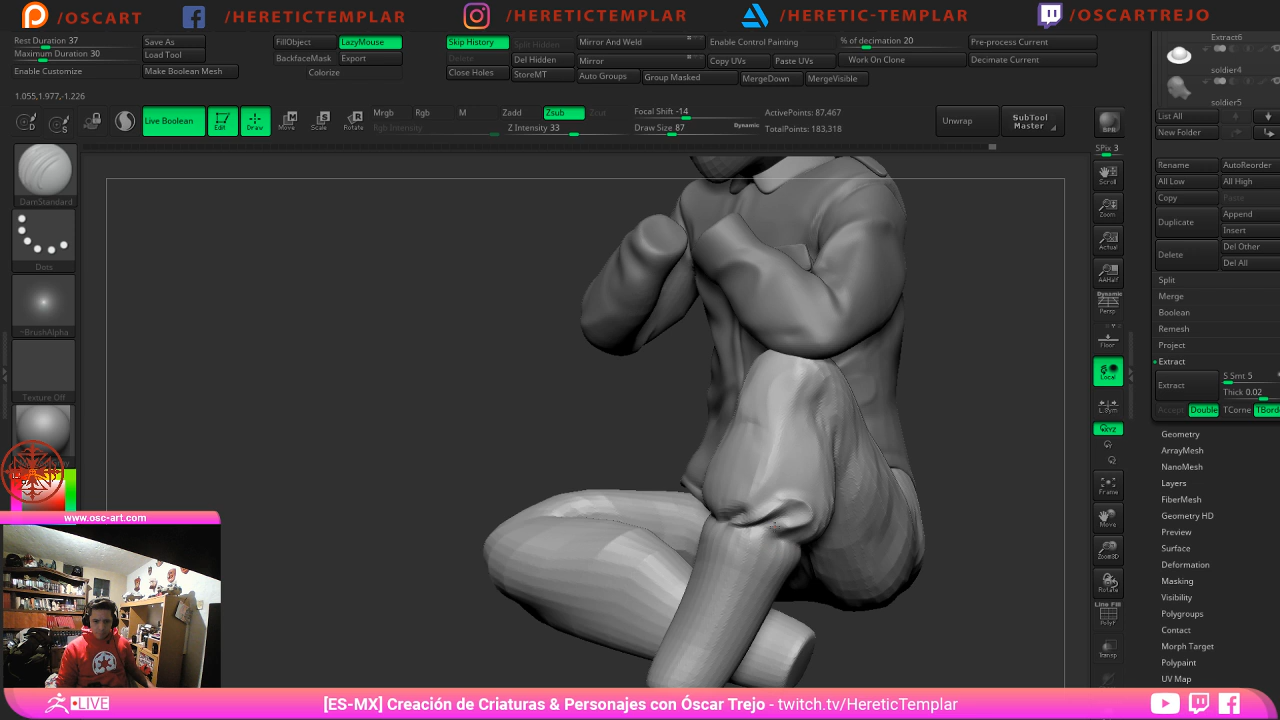 /OSCART
/HERETICTEMPLAR
/HERETICTEMPLAR
/HERETIC-TEMPLAR
/OSCARTREJO
Rest Duration 37
Maximum Duration 30
Enable Customize
Save As
Load Tool
Make Boolean Mesh
FillObject
LazyMouse
BackfaceMask
Export
Colorize
Skip History
Split Hidden
Delete
Del Hidden
Close Holes
StoreMT
Mirror And Weld
Mirror
Auto Groups
Group Masked
Enable Control Painting
Copy UVs
Paste UVs
MergeDown
MergeVisible
% of decimation 20
Work On Clone
Pre-process Current
Decimate Current
1.055,1.977,-1.226
Live Boolean
Edit
Draw
Move
Scale
Rotate
Mrgb
Rgb
M
Rgb Intensity
Zadd
Zsub
Zcut
Z Intensity 33
Focal Shift -14
Draw Size 87
Dynamic
ActivePoints: 87,467
TotalPoints: 183,318
Unwrap
SubTool
Master
DamStandard
Dots
~BrushAlpha
Texture Off
BPR
SPix 3
Scroll
Zoom
Actual
AAHalf
Dynamic
Persp
Floor
Local
L.Sym
XYZ
Frame
Move
Zoom3D
Rotate
Line Fill
PolyF
Transp
Extract6
soldier4
soldier5
List All
New Folder
Rename
AutoReorder
All Low
All High
Copy
Paste
Duplicate
Append
Insert
Delete
Del Other
Del All
Split
Merge
Boolean
Remesh
Project
Extract
Extract
S Smt 5
Thick 0.02
Accept
Double
TCorne
TBord
Geometry
ArrayMesh
NanoMesh
Layers
FiberMesh
Geometry HD
Preview
Surface
Deformation
Masking
Visibility
Polygroups
Contact
Morph Target
Polypaint
UV Map
www.osc-art.com
LIVE
[ES-MX] Creación de Criaturas & Personajes con Óscar Trejo - twitch.tv/HereticTemplar